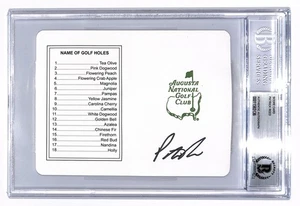 NAME OF GOLF HOLES
1. Tea Olive
2. Pink Dogwood
3. Flowering Peach
4. Flowering Crab-Apple
5. Magnolia
6. Juniper
7. Pampas
8. Yellow Jasmine
9. Carolina Cherry
10. Camellia
11. White Dogwood
12. Golden Bell
13. Azalea
14. Chinese Fir
15. Firethorn
16. Red Bud
17. Nandina
18. Holly
AUGUSTA
NATIONAL
GOLF
CLUB
BECKETT